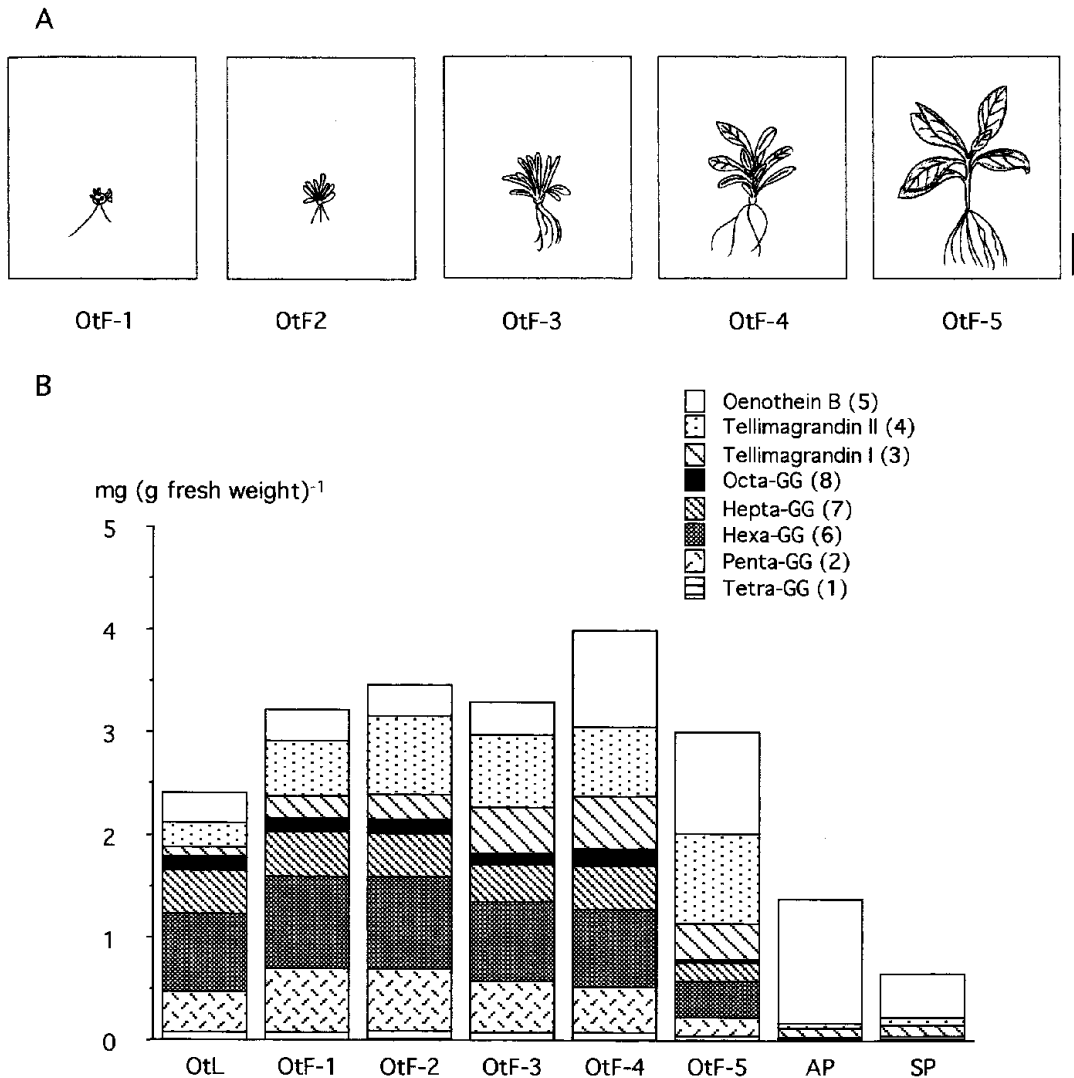 A
OtF-1 OtF2 OtF-3 OtF-4 OtF-5
B
Oenothein B (5)
Tellimagrandin II (4)
Tellimagrandin I (3)
Octa-GG (8)
Hepta-GG (7)
Hexa-GG (6)
Penta-GG (2)
Tetra-GG (1)
mg (g fresh weight)-1
5
4
3
2
1
0
OtL OtF-1 OtF-2 OtF-3 OtF-4 OtF-5 AP SP